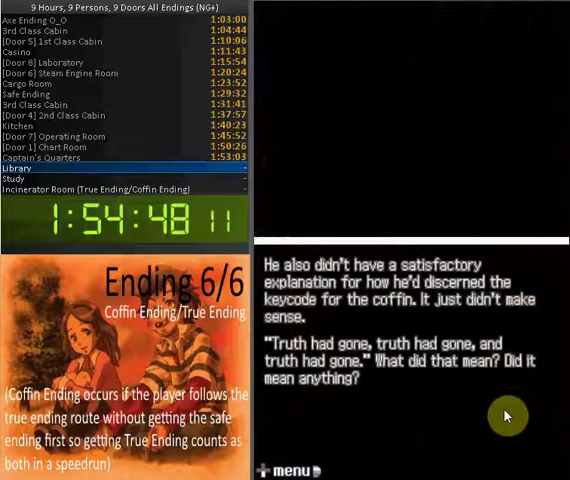 9 Hours, 9 Persons, 9 Doors All Endings (NG+)
Axe Ending O_O 1:03:00
3rd Class Cabin 1:04:44
[Door 5] 1st Class Cabin 1:10:06
Casino 1:11:43
[Door 8] Laboratory 1:15:54
[Door 6] Steam Engine Room 1:20:24
Cargo Room 1:23:52
Safe Ending 1:29:32
3rd Class Cabin 1:31:41
[Door 4] 2nd Class Cabin 1:37:57
Kitchen 1:40:23
[Door 7] Operating Room 1:45:52
[Door 1] Chart Room 1:50:26
Captain's Quarters 1:53:03
Library -
Study -
Incinerator Room (True Ending/Coffin Ending) -
1:54:48 11
Ending 6/6
Coffin Ending/True Ending
(Coffin Ending occurs if the player follows the
true ending route without getting the safe
ending first so getting True Ending counts as
both in a speedrun)
He also didn't have a satisfactory
explanation for how he'd discerned the
keycode for the coffin. It just didn't make
sense.
"Truth had gone, truth had gone, and
truth had gone." What did that mean? Did it
mean anything?
menu